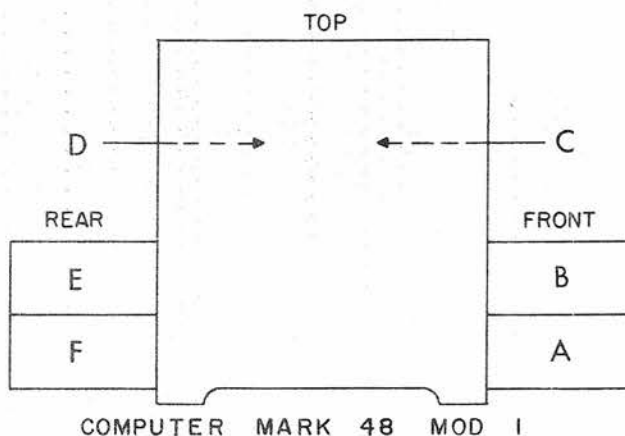 TOP
D C
REAR FRONT
E B
F A
COMPUTER MARK 48 MOD 1